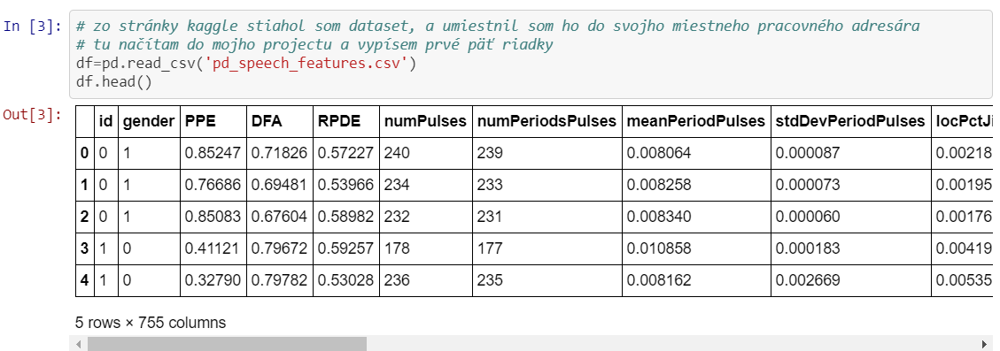 In [3]: # zo stránky kaggle stiahol som dataset, a umiestnil som ho do svojho miestneho pracovného adresára
# tu načítam do mojho projectu a vypísem prvé päť riadky
df=pd.read_csv('pd_speech_features.csv')
df.head()
Out[3]:
id gender PPE DFA RPDE numPulses numPeriodsPulses meanPeriodPulses stdDevPeriodPulses locPctJi
0 0 1 0.85247 0.71826 0.57227 240 239 0.008064 0.000087 0.00218
1 0 1 0.76686 0.69481 0.53966 234 233 0.008258 0.000073 0.00195
2 0 1 0.85083 0.67604 0.58982 232 231 0.008340 0.000060 0.00176
3 1 0 0.41121 0.79672 0.59257 178 177 0.010858 0.000183 0.00419
4 1 0 0.32790 0.79782 0.53028 236 235 0.008162 0.002669 0.00535
5 rows × 755 columns